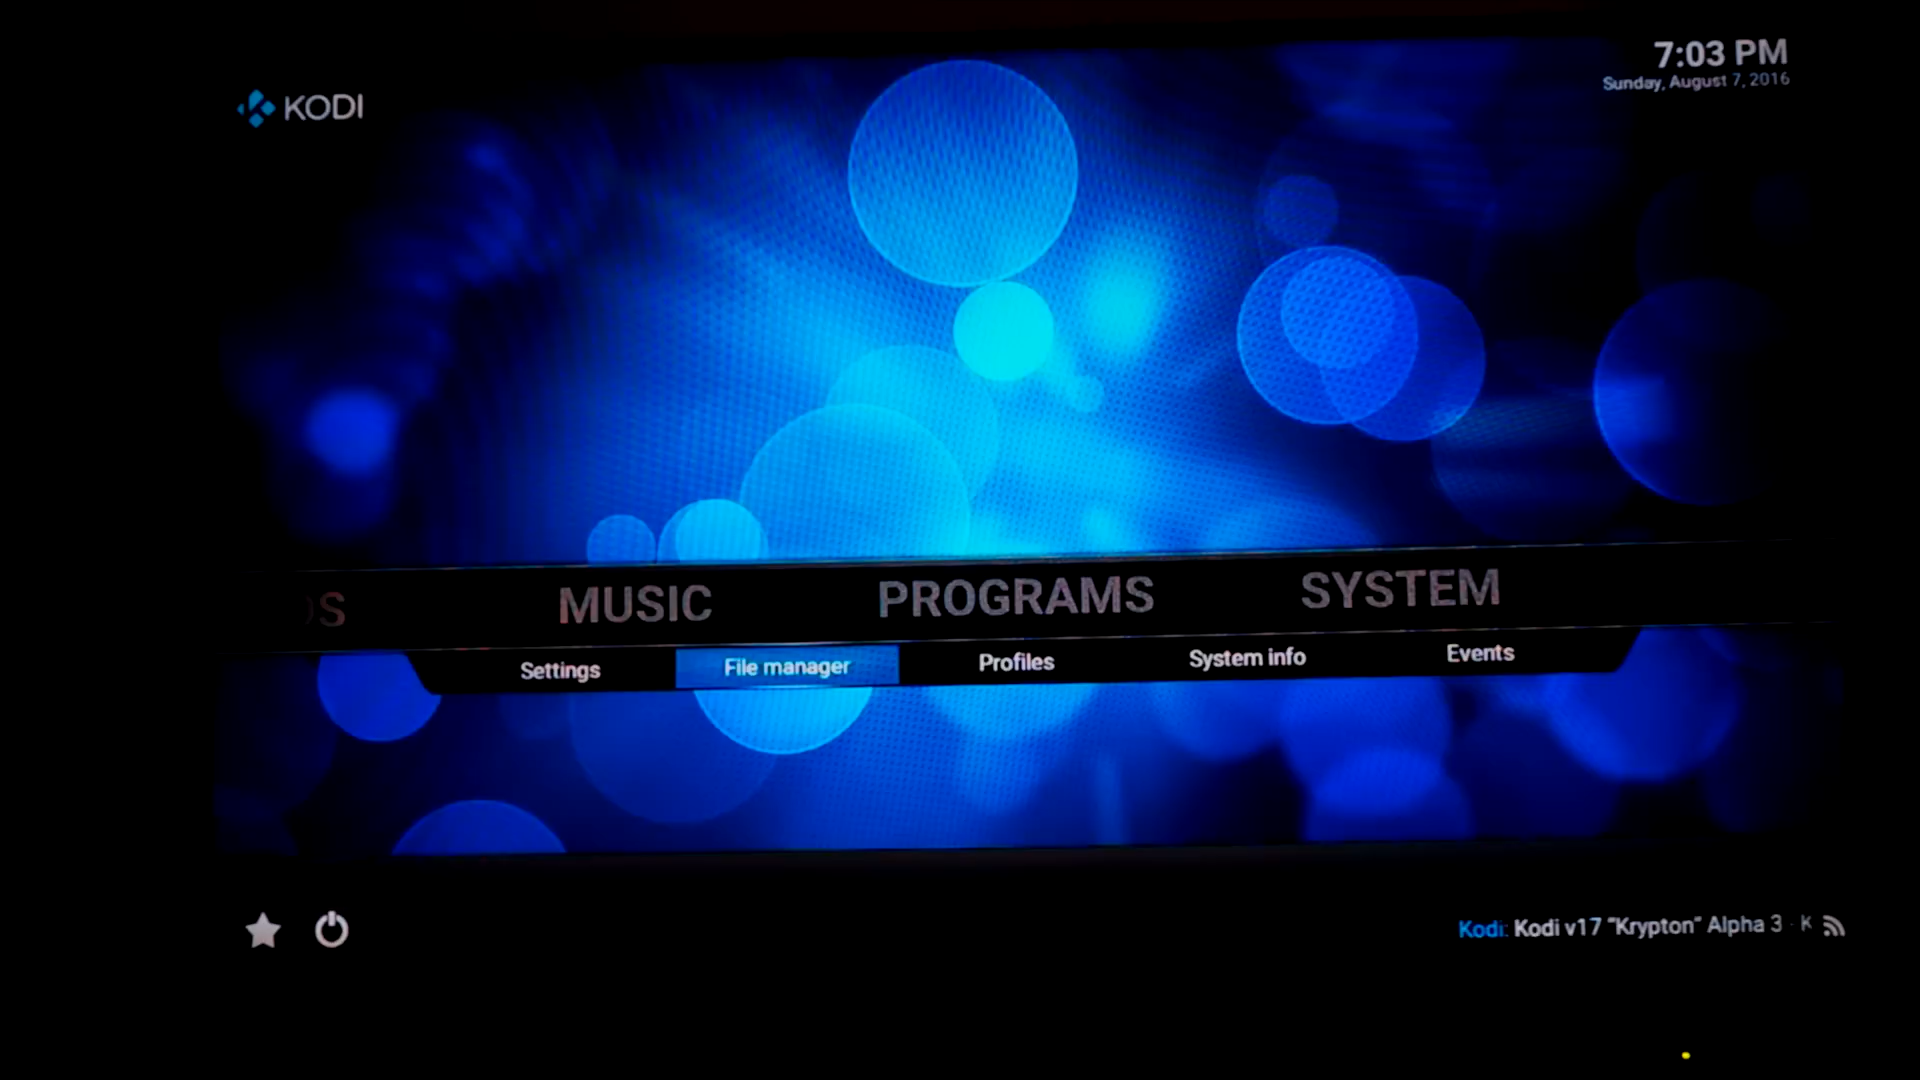 7:03 PM
Sunday, August 7, 2016
KODI
MUSIC PROGRAMS SYSTEM
Settings File manager Profiles System info Events
Kodi: Kodi v17 "Krypton" Alpha 3 · K